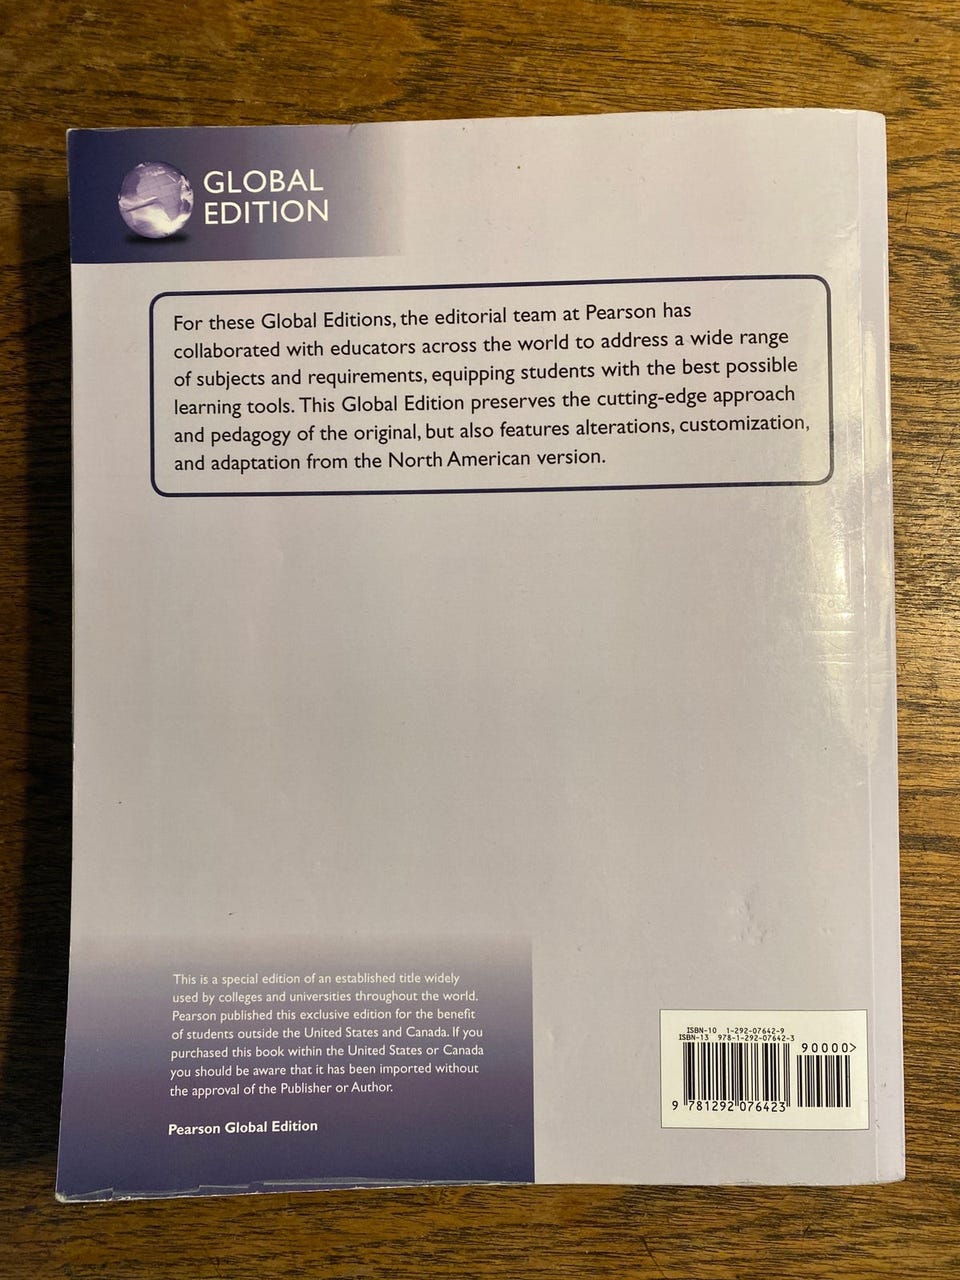 GLOBAL
EDITION
For these Global Editions, the editorial team at Pearson has
collaborated with educators across the world to address a wide range
of subjects and requirements, equipping students with the best possible
learning tools. This Global Edition preserves the cutting-edge approach
and pedagogy of the original, but also features alterations, customization,
and adaptation from the North American version.
This is a special edition of an established title widely
used by colleges and universities throughout the world.
Pearson published this exclusive edition for the benefit
of students outside the United States and Canada. If you
purchased this book within the United States or Canada
you should be aware that it has been imported without
the approval of the Publisher or Author.
Pearson Global Edition
ISBN-10 1-292-07642-9
ISBN-13 978-1-292-07642-3
90000>
9 781292 076423